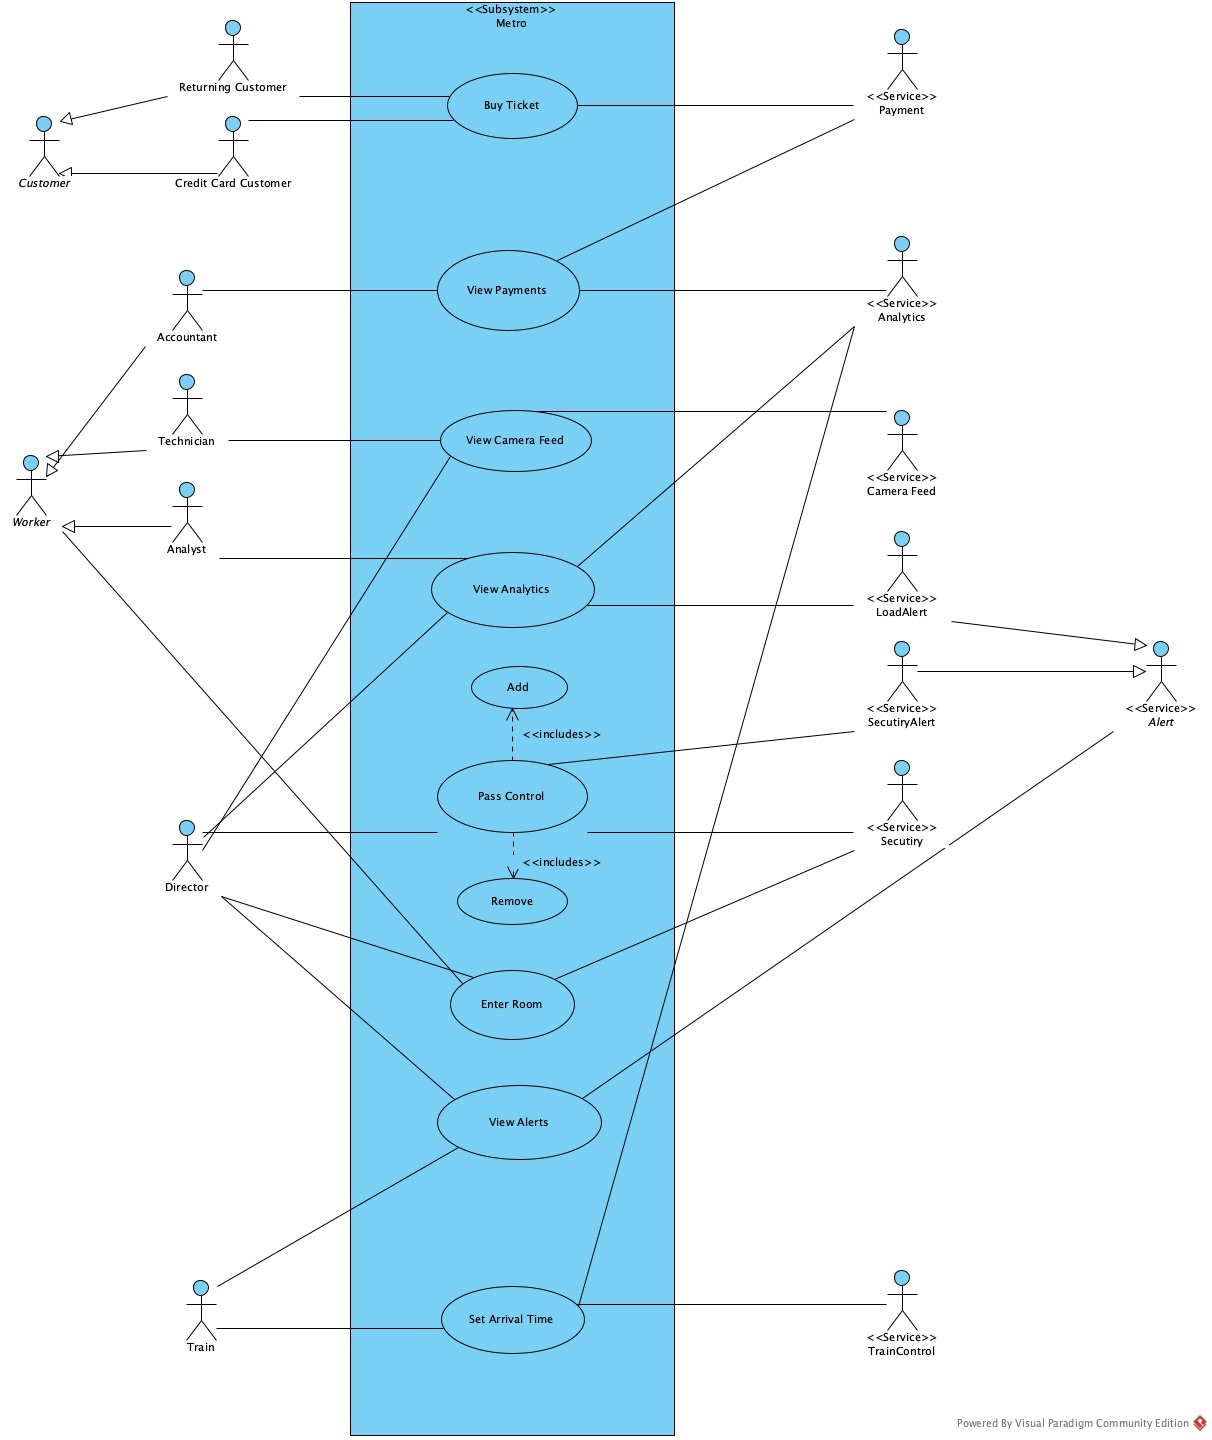 <<Subsystem>>
Metro
Returning Customer
Buy Ticket
<<Service>>
Payment
Customer
Credit Card Customer
View Payments
<<Service>>
Analytics
Accountant
Technician
View Camera Feed
<<Service>>
Camera Feed
Worker
Analyst
View Analytics
<<Service>>
LoadAlert
Add
<<Service>>
SecutiryAlert
<<Service>>
Alert
<<includes>>
Pass Control
<<Service>>
Secutiry
<<includes>>
Director
Remove
Enter Room
View Alerts
Set Arrival Time
Train
<<Service>>
TrainControl
Powered By Visual Paradigm Community Edition